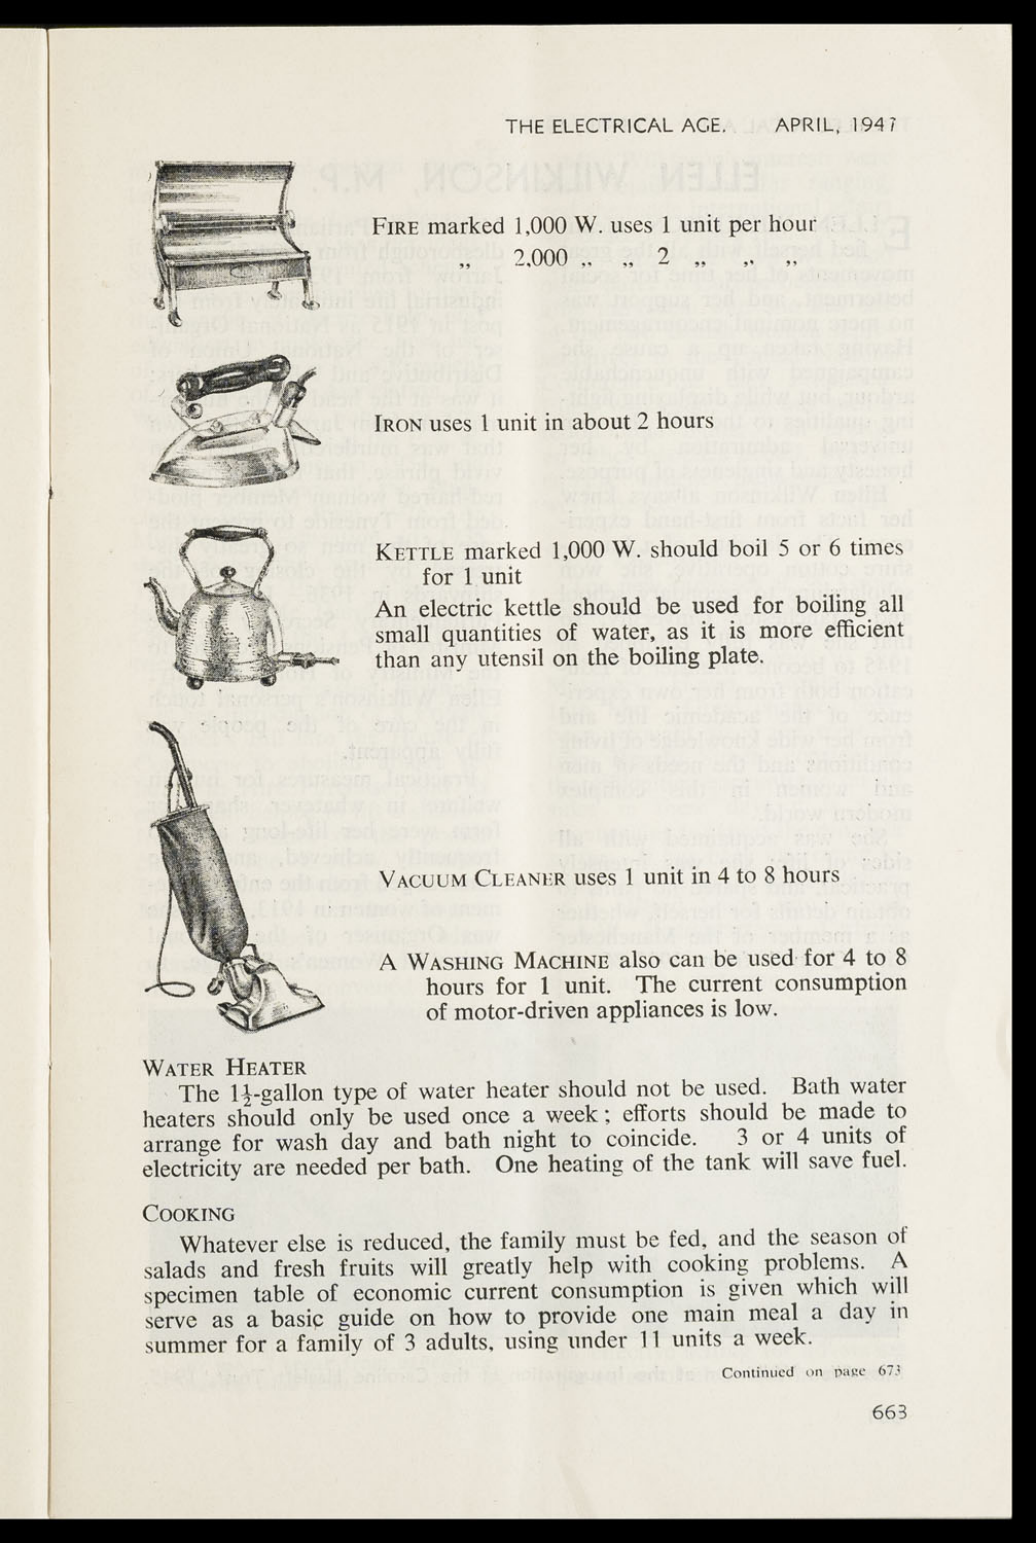 THE ELECTRICAL AGE. APRIL, 1947
FIRE marked 1,000 W. uses 1 unit per hour
„ 2,000 „ „ 2 „ „ „
IRON uses 1 unit in about 2 hours
KETTLE marked 1,000 W. should boil 5 or 6 times
for 1 unit
An electric kettle should be used for boiling all
small quantities of water, as it is more efficient
than any utensil on the boiling plate.
VACUUM CLEANER uses 1 unit in 4 to 8 hours
A WASHING MACHINE also can be used for 4 to 8
hours for 1 unit. The current consumption
of motor-driven appliances is low.
WATER HEATER
The 1½-gallon type of water heater should not be used. Bath water
heaters should only be used once a week; efforts should be made to
arrange for wash day and bath night to coincide. 3 or 4 units of
electricity are needed per bath. One heating of the tank will save fuel.
COOKING
Whatever else is reduced, the family must be fed, and the season of
salads and fresh fruits will greatly help with cooking problems. A
specimen table of economic current consumption is given which will
serve as a basic guide on how to provide one main meal a day in
summer for a family of 3 adults, using under 11 units a week.
Continued on page 673
663